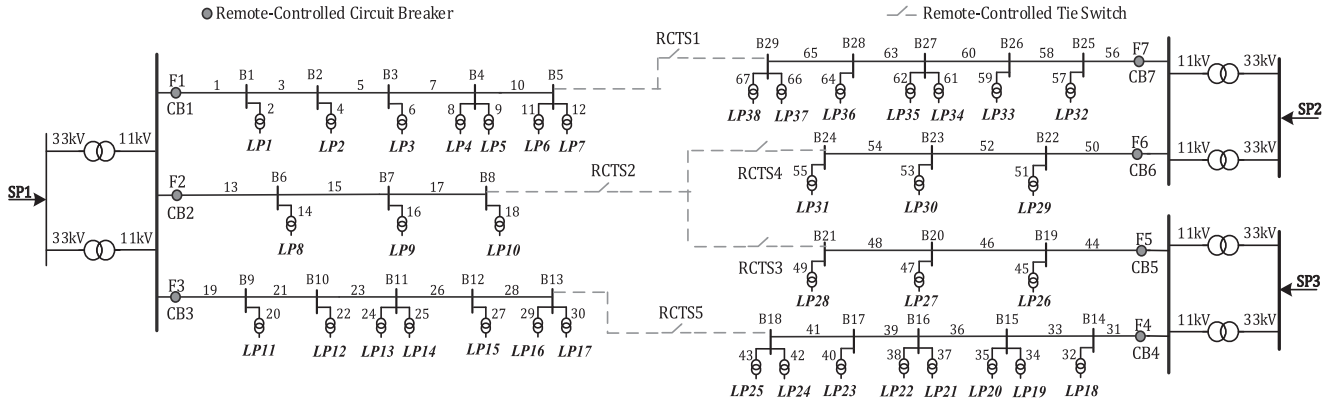 Remote-Controlled Circuit Breaker
Remote-Controlled Tie Switch
RCTS1
B29 65 B28 63 B27 60 B26 58 B25 56 F7
67 66 64 62 61 59 57 CB7
11kV 33kV
LP38 LP37 LP36 LP35 LP34 LP33 LP32
F1 1 B1 3 B2 5 B3 7 B4 10 B5
CB1 2 4 6 8 9 11 12
LP1 LP2 LP3 LP4 LP5 LP6 LP7
SP2
33kV 11kV
RCTS4
B24 54 B23 52 B22 50 F6
55 53 51 CB6
11kV 33kV
LP31 LP30 LP29
RCTS2
SP1
F2 13 B6 15 B7 17 B8
CB2 14 16 18
LP8 LP9 LP10
33kV 11kV
RCTS3
B21 48 B20 46 B19 44 F5
49 47 45 CB5
11kV 33kV
LP28 LP27 LP26
SP3
F3 19 B9 21 B10 23 B11 26 B12 28 B13
CB3 20 22 24 25 27 29 30
LP11 LP12 LP13 LP14 LP15 LP16 LP17
RCTS5
B18 41 B17 39 B16 36 B15 33 B14 31 F4
43 42 40 38 37 35 34 32 CB4
11kV 33kV
LP25 LP24 LP23 LP22 LP21 LP20 LP19 LP18